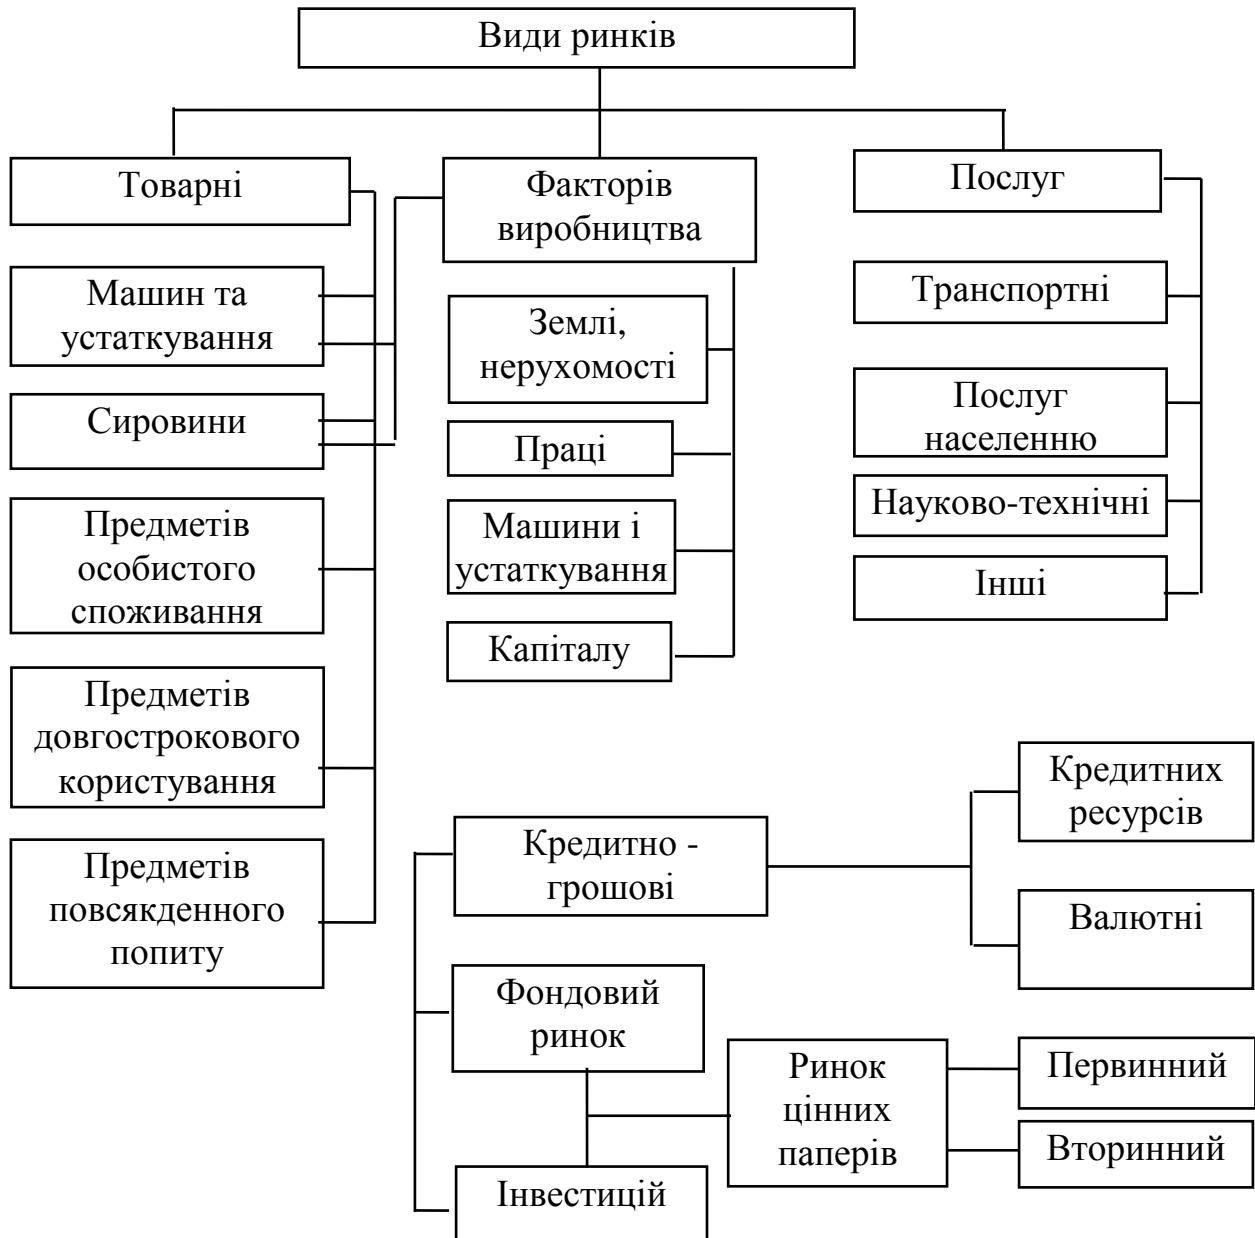 Види ринків
Товарні
Факторів
виробництва
Послуг
Машин та
устаткування
Сировини
Предметів
особистого
споживання
Предметів
довгострокового
користування
Предметів
повсякденного
попиту
Землі,
нерухомості
Праці
Машини і
устаткування
Капіталу
Транспортні
Послуг
населенню
Науково-технічні
Інші
Кредитно -
грошові
Кредитних
ресурсів
Валютні
Фондовий
ринок
Ринок
цінних
паперів
Первинний
Вторинний
Інвестицій